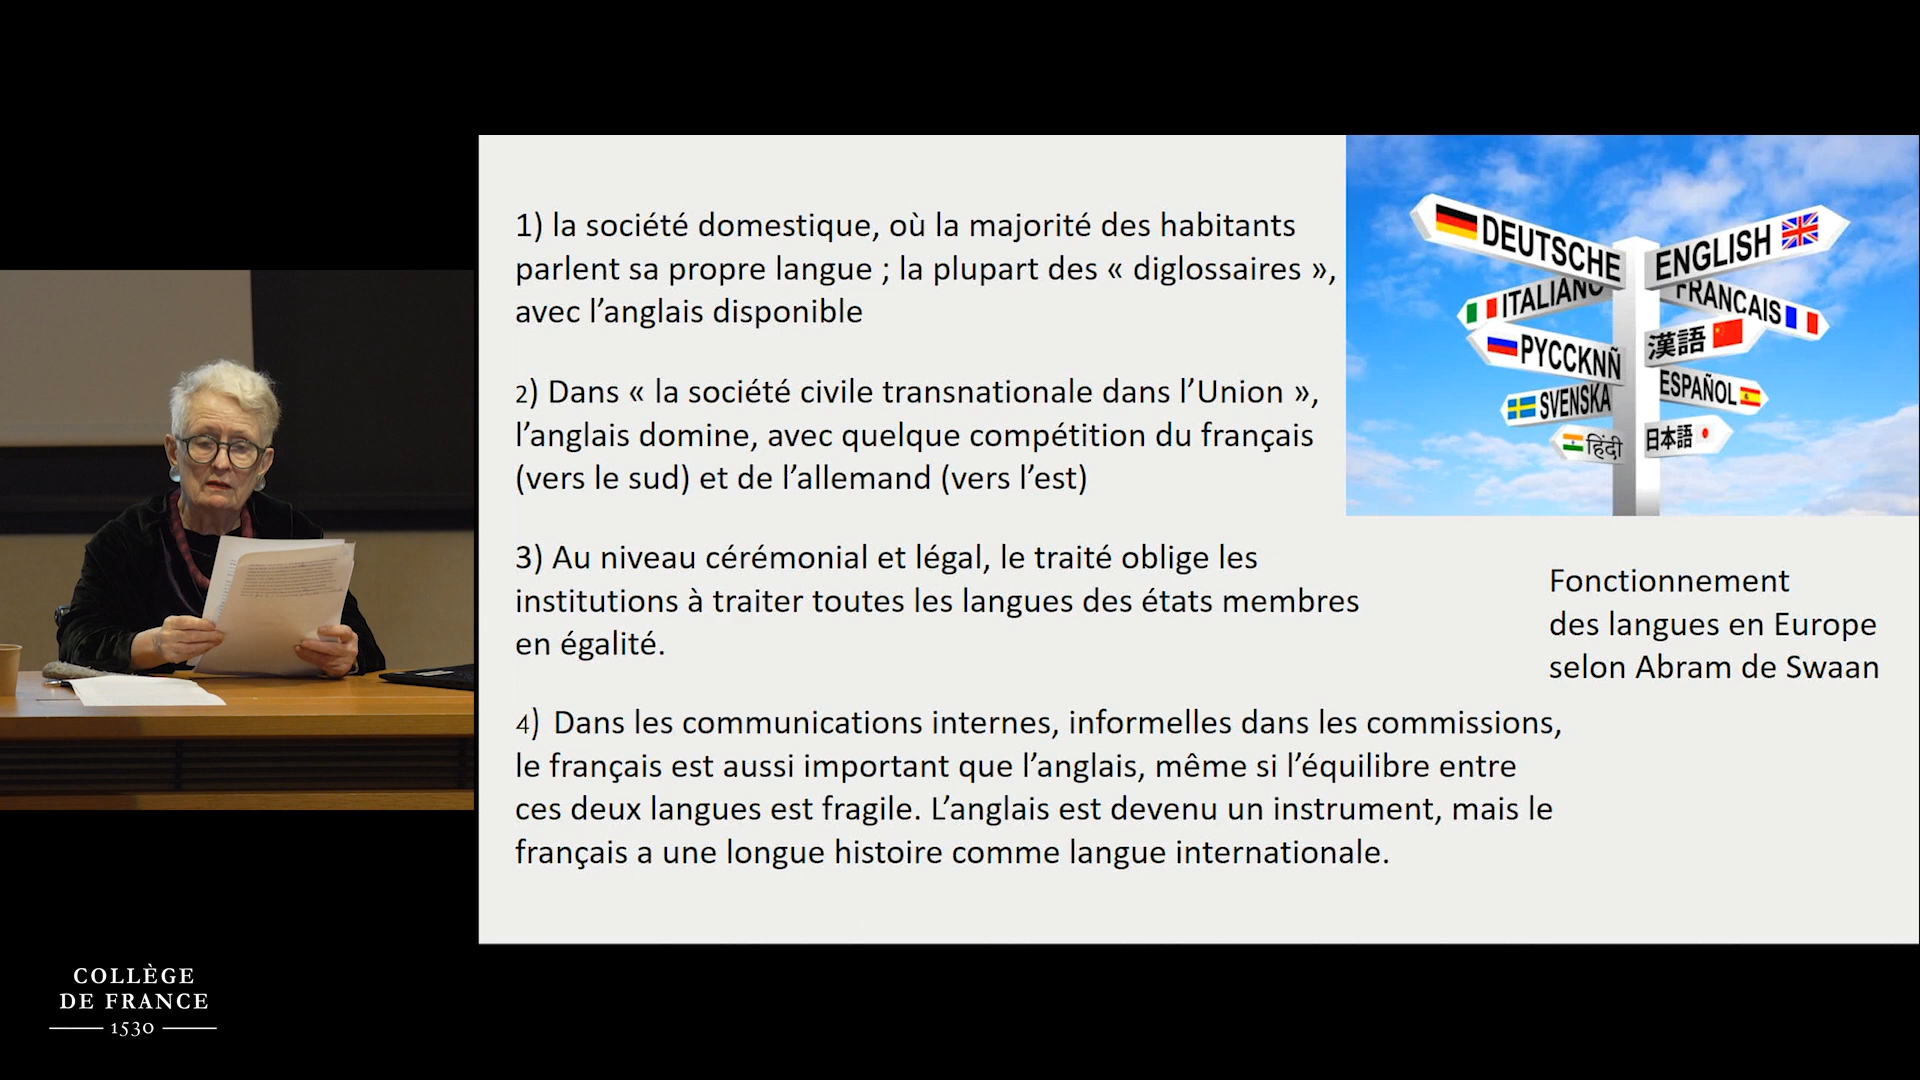 1) la société domestique, où la majorité des habitants
parlent sa propre langue ; la plupart des « diglossaires »,
avec l’anglais disponible
2) Dans « la société civile transnationale dans l’Union »,
l’anglais domine, avec quelque compétition du français
(vers le sud) et de l’allemand (vers l’est)
3) Au niveau cérémonial et légal, le traité oblige les
institutions à traiter toutes les langues des états membres
en égalité.
4) Dans les communications internes, informelles dans les commissions,
le français est aussi important que l’anglais, même si l’équilibre entre
ces deux langues est fragile. L’anglais est devenu un instrument, mais le
français a une longue histoire comme langue internationale.
DEUTSCHE
ENGLISH
ITALIANO
FRANÇAIS
PYCCKNÑ
漢語
SVENSKA
ESPAÑOL
हिंदी
日本語
Fonctionnement
des langues en Europe
selon Abram de Swaan
COLLÈGE
DE FRANCE
1530